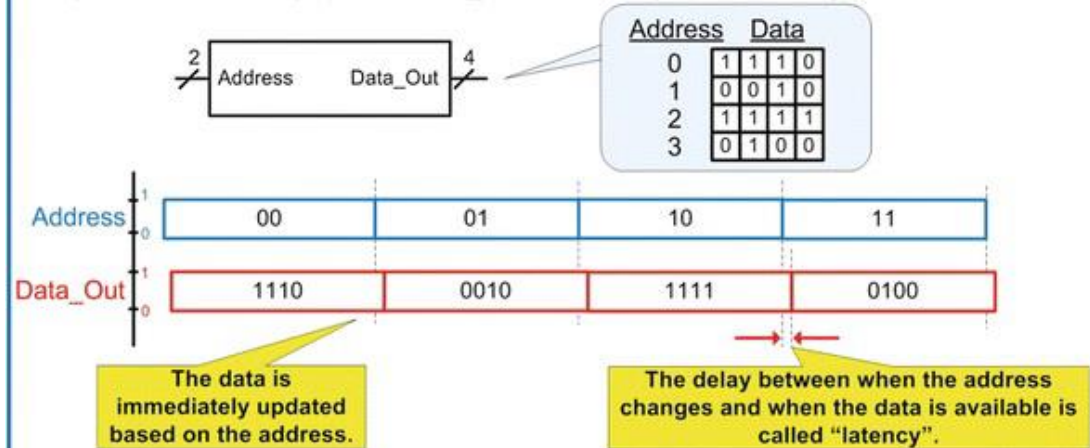 Address Data
2
Address
Data_Out
4
0 1 1 1 0
1 0 0 1 0
2 1 1 1 1
3 0 1 0 0
Address
1
0
00 01 10 11
Data_Out
1
0
1110 0010 1111 0100
The data is
immediately updated
based on the address.
The delay between when the address
changes and when the data is available is
called “latency”.